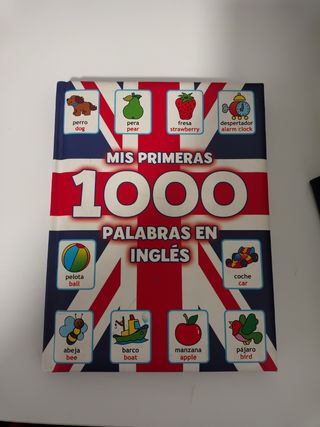 perro
dog
pera
pear
fresa
strawberry
despertador
alarm clock
MIS PRIMERAS
1000
PALABRAS EN
INGLÉS
pelota
ball
coche
car
abeja
bee
barco
boat
manzana
apple
pájaro
bird